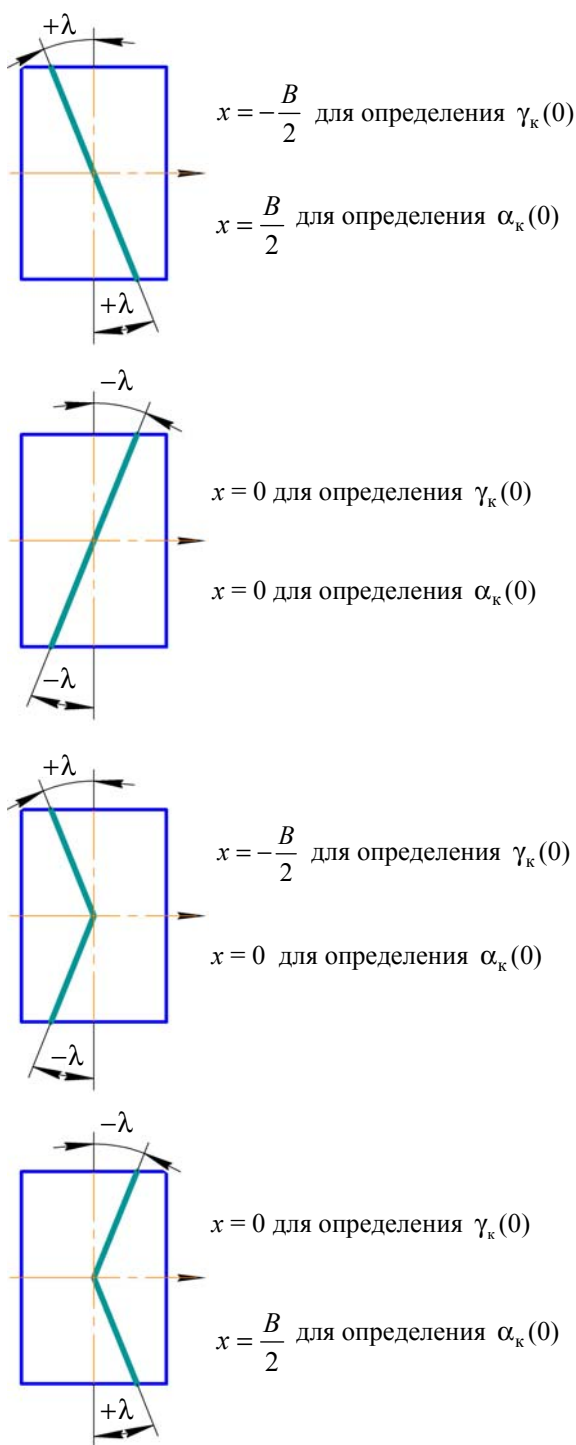 +λ
x = −B/2 для определения γк(0)
x = B/2 для определения αк(0)
+λ
−λ
x = 0 для определения γк(0)
x = 0 для определения αк(0)
−λ
+λ
x = −B/2 для определения γк(0)
x = 0 для определения αк(0)
−λ
−λ
x = 0 для определения γк(0)
x = B/2 для определения αк(0)
+λ